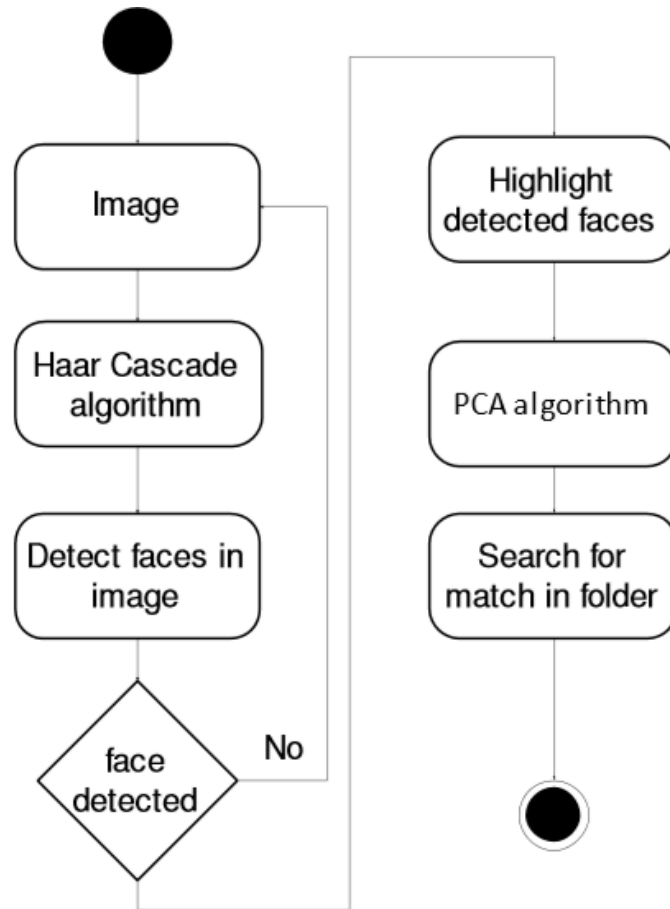 Image
Haar Cascade
algorithm
Detect faces in
image
face
detected
No
Highlight
detected faces
PCA algorithm
Search for
match in folder